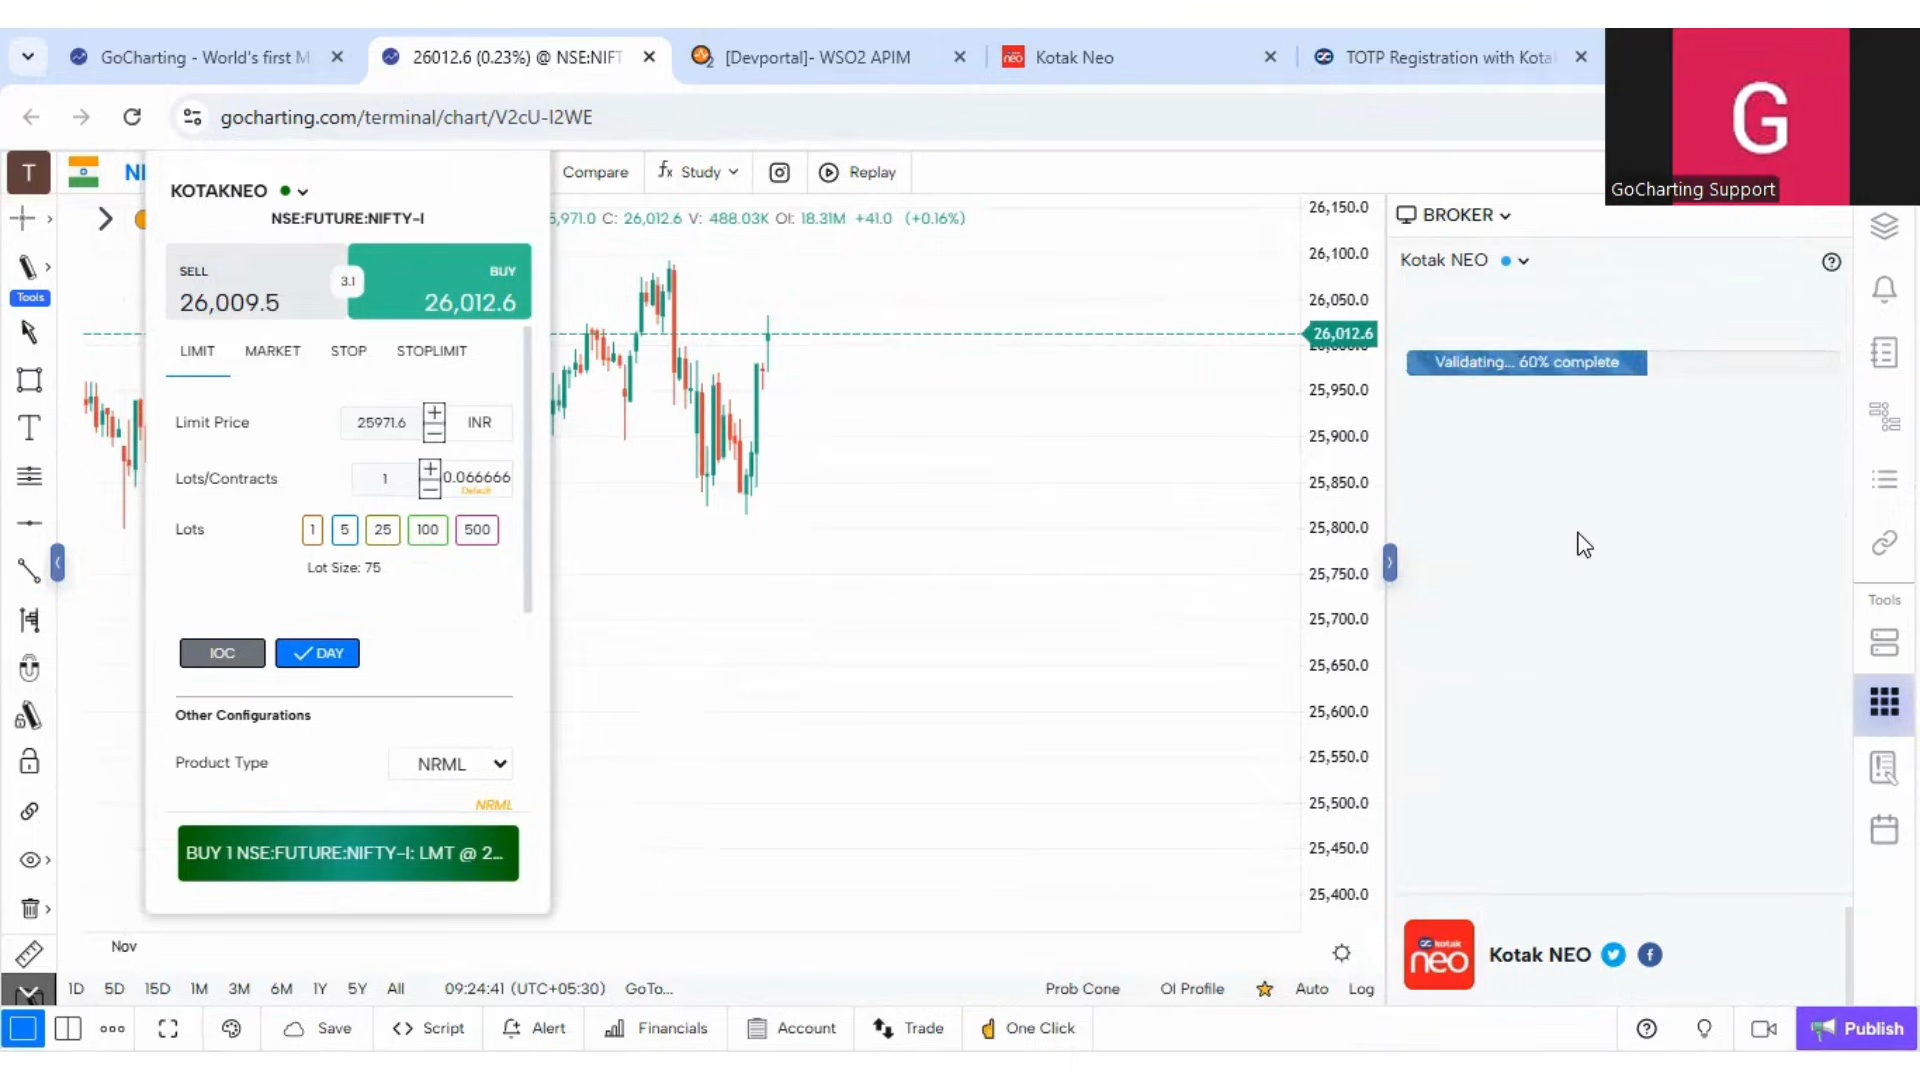 GoCharting - World's first M
26012.6 (0.23%) @ NSE:NIFT
[Devportal]- WSO2 APIM
neo
Kotak Neo
TOTP Registration with Kota
gocharting.com/terminal/chart/V2cU-I2WE
G
GoCharting Support
T
NI
Compare
fx Study
Replay
KOTAKNEO
NSE:FUTURE:NIFTY-I
5,971.0 C: 26,012.6 V: 488.03K OI: 18.31M +41.0 (+0.16%)
SELL
26,009.5
3.1
BUY
26,012.6
LIMIT MARKET STOP STOPLIMIT
Limit Price 25971.6 + − INR
Lots/Contracts 1 + − 0.066666
Default
Lots 1 5 25 100 500
Lot Size: 75
IOC DAY
Other Configurations
Product Type NRML
NRML
BUY 1 NSE:FUTURE:NIFTY-I: LMT @ 2...
Tools
T
26,150.0
26,100.0
26,050.0
26,012.6
25,950.0
25,900.0
25,850.0
25,800.0
25,750.0
25,700.0
25,650.0
25,600.0
25,550.0
25,500.0
25,450.0
25,400.0
BROKER
Kotak NEO
Validating... 60% complete
Tools
kotak
neo
Kotak NEO
Nov
1D 5D 15D 1M 3M 6M 1Y 5Y All 09:24:41 (UTC+05:30) GoTo...
Prob Cone OI Profile Auto Log
Save Script Alert Financials Account Trade One Click
Publish